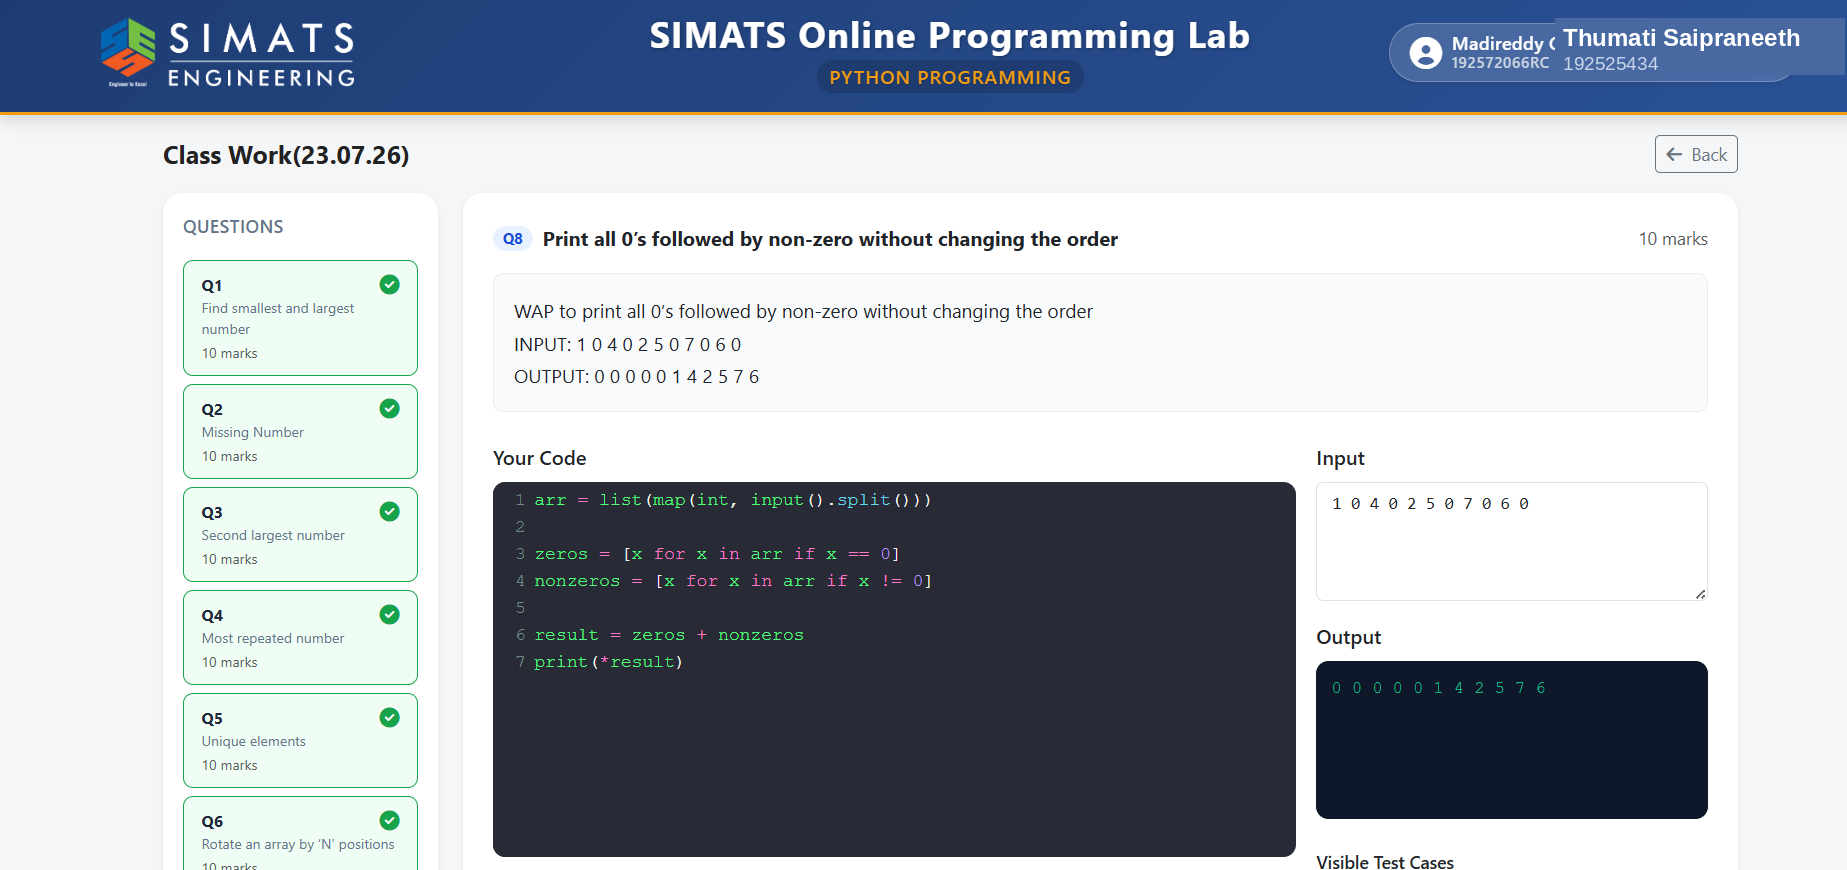 SIMATS
ENGINEERING
Engineer to Excel
SIMATS Online Programming Lab
PYTHON PROGRAMMING
Madireddy
192572066RC
Thumati Saipraneeth
192525434
Class Work(23.07.26)
Back
QUESTIONS
Q1
Find smallest and largest
number
10 marks
Q2
Missing Number
10 marks
Q3
Second largest number
10 marks
Q4
Most repeated number
10 marks
Q5
Unique elements
10 marks
Q6
Rotate an array by ‘N’ positions
10 marks
Q8 Print all 0’s followed by non-zero without changing the order
10 marks
WAP to print all 0’s followed by non-zero without changing the order
INPUT: 1 0 4 0 2 5 0 7 0 6 0
OUTPUT: 0 0 0 0 0 1 4 2 5 7 6
Your Code
1 arr = list(map(int, input().split()))
2
3 zeros = [x for x in arr if x == 0]
4 nonzeros = [x for x in arr if x != 0]
5
6 result = zeros + nonzeros
7 print(*result)
Input
1 0 4 0 2 5 0 7 0 6 0
Output
0 0 0 0 0 1 4 2 5 7 6
Visible Test Cases